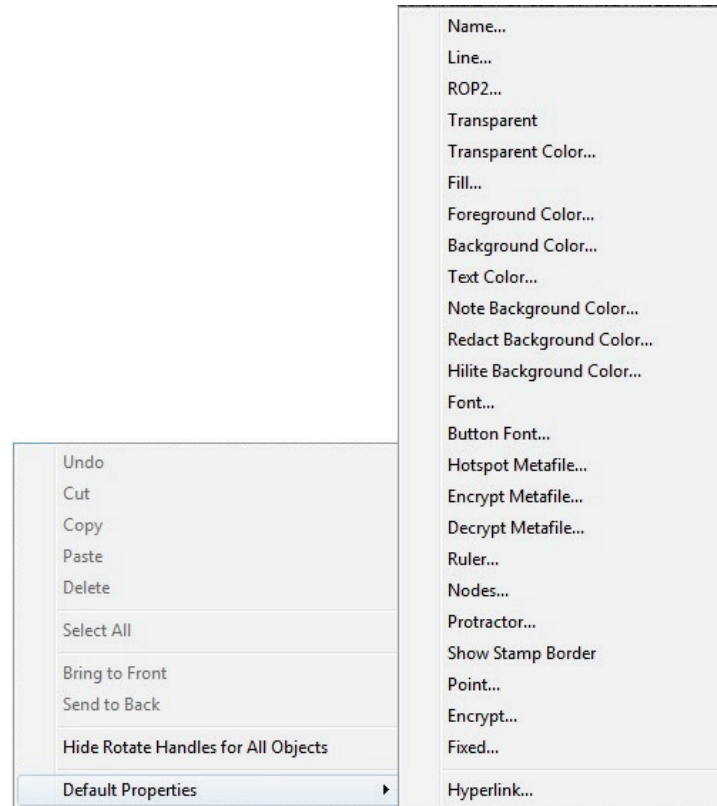 Undo
Cut
Copy
Paste
Delete
Select All
Bring to Front
Send to Back
Hide Rotate Handles for All Objects
Default Properties
Name...
Line...
ROP2...
Transparent
Transparent Color...
Fill...
Foreground Color...
Background Color...
Text Color...
Note Background Color...
Redact Background Color...
Hilite Background Color...
Font...
Button Font...
Hotspot Metafile...
Encrypt Metafile...
Decrypt Metafile...
Ruler...
Nodes...
Protractor...
Show Stamp Border
Point...
Encrypt...
Fixed...
Hyperlink...